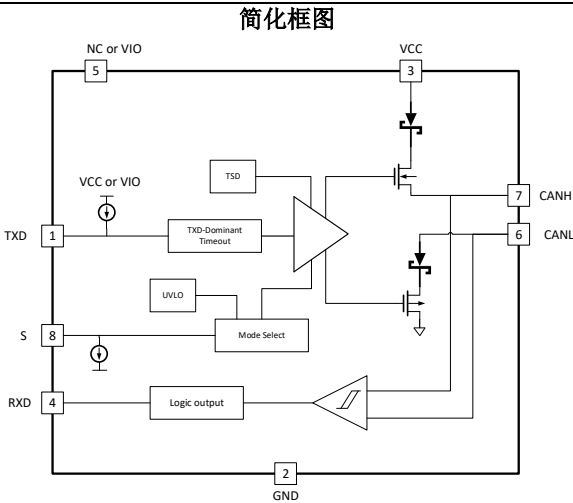 简化框图
NC or VIO
VCC
5
3
VCC or VIO
TSD
7
CANH
TXD
1
TXD-Dominant
Timeout
6
CANL
UVLO
S
8
Mode Select
RXD
4
Logic output
2
GND